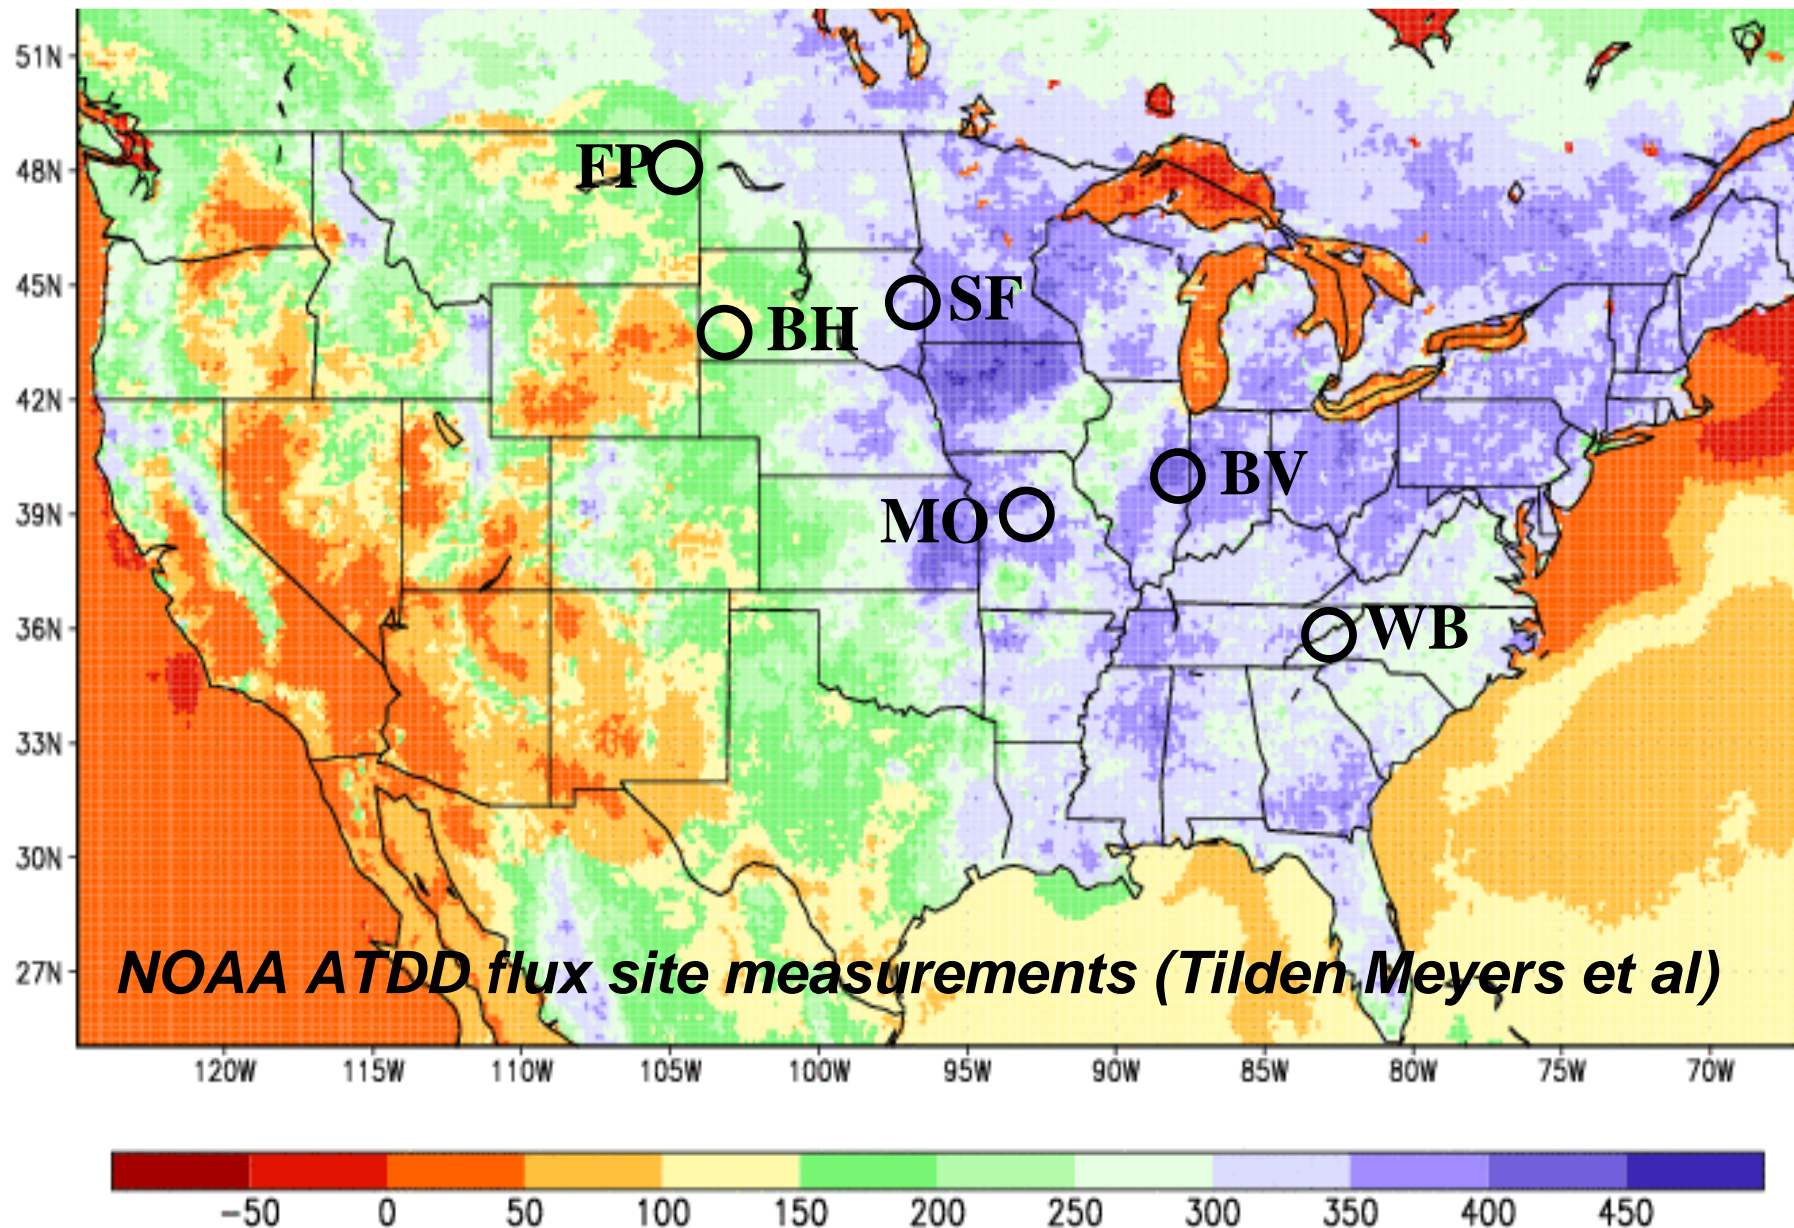 51N
48N
45N
42N
39N
36N
33N
30N
27N
FP
SF
BH
BV
MO
WB
NOAA ATDD flux site measurements (Tilden Meyers et al)
120W 115W 110W 105W 100W 95W 90W 85W 80W 75W 70W
−50 0 50 100 150 200 250 300 350 400 450